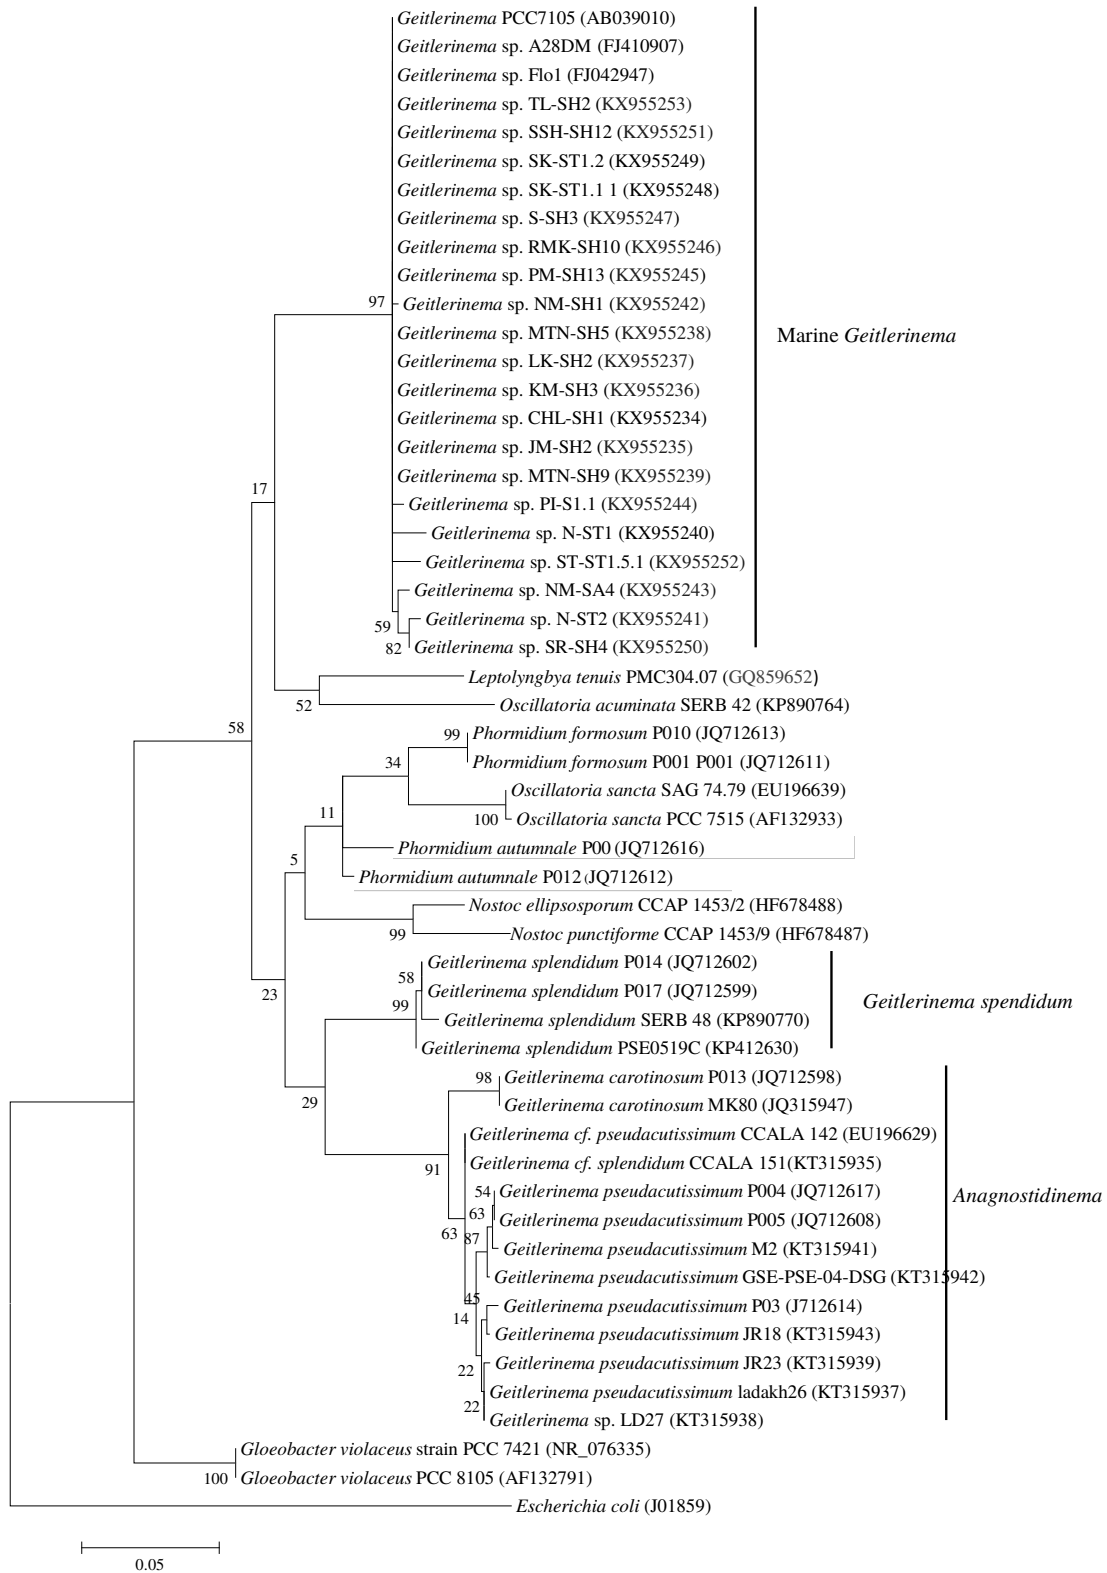 Geitlerinema PCC7105 (AB039010)
Geitlerinema sp. A28DM (FJ410907)
Geitlerinema sp. Flo1 (FJ042947)
Geitlerinema sp. TL-SH2 (KX955253)
Geitlerinema sp. SSH-SH12 (KX955251)
Geitlerinema sp. SK-ST1.2 (KX955249)
Geitlerinema sp. SK-ST1.1 1 (KX955248)
Geitlerinema sp. S-SH3 (KX955247)
Geitlerinema sp. RMK-SH10 (KX955246)
Geitlerinema sp. PM-SH13 (KX955245)
97 Geitlerinema sp. NM-SH1 (KX955242)
Geitlerinema sp. MTN-SH5 (KX955238)
Marine Geitlerinema
Geitlerinema sp. LK-SH2 (KX955237)
Geitlerinema sp. KM-SH3 (KX955236)
Geitlerinema sp. CHL-SH1 (KX955234)
Geitlerinema sp. JM-SH2 (KX955235)
Geitlerinema sp. MTN-SH9 (KX955239)
17
Geitlerinema sp. PI-S1.1 (KX955244)
Geitlerinema sp. N-ST1 (KX955240)
Geitlerinema sp. ST-ST1.5.1 (KX955252)
Geitlerinema sp. NM-SA4 (KX955243)
Geitlerinema sp. N-ST2 (KX955241)
59
82 Geitlerinema sp. SR-SH4 (KX955250)
Leptolyngbya tenuis PMC304.07 (GQ859652)
52 Oscillatoria acuminata SERB 42 (KP890764)
58
99 Phormidium formosum P010 (JQ712613)
34 Phormidium formosum P001 P001 (JQ712611)
Oscillatoria sancta SAG 74.79 (EU196639)
11
100 Oscillatoria sancta PCC 7515 (AF132933)
Phormidium autumnale P00 (JQ712616)
5
Phormidium autumnale P012 (JQ712612)
Nostoc ellipsosporum CCAP 1453/2 (HF678488)
99 Nostoc punctiforme CCAP 1453/9 (HF678487)
Geitlerinema splendidum P014 (JQ712602)
58
23 Geitlerinema splendidum P017 (JQ712599)
99
Geitlerinema spendidum
Geitlerinema splendidum SERB 48 (KP890770)
Geitlerinema splendidum PSE0519C (KP412630)
98 Geitlerinema carotinosum P013 (JQ712598)
29 Geitlerinema carotinosum MK80 (JQ315947)
Geitlerinema cf. pseudacutissimum CCALA 142 (EU196629)
91 Geitlerinema cf. splendidum CCALA 151(KT315935)
54 Geitlerinema pseudacutissimum P004 (JQ712617)
Anagnostidinema
63 Geitlerinema pseudacutissimum P005 (JQ712608)
63 87 Geitlerinema pseudacutissimum M2 (KT315941)
Geitlerinema pseudacutissimum GSE-PSE-04-DSG (KT315942)
45
Geitlerinema pseudacutissimum P03 (J712614)
14
Geitlerinema pseudacutissimum JR18 (KT315943)
Geitlerinema pseudacutissimum JR23 (KT315939)
22
Geitlerinema pseudacutissimum ladakh26 (KT315937)
22
Geitlerinema sp. LD27 (KT315938)
Gloeobacter violaceus strain PCC 7421 (NR_076335)
100 Gloeobacter violaceus PCC 8105 (AF132791)
Escherichia coli (J01859)
0.05